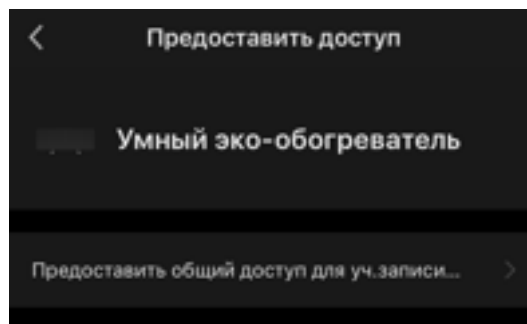 Предоставить доступ
Умный эко-обогреватель
Предоставить общий доступ для уч.записи...